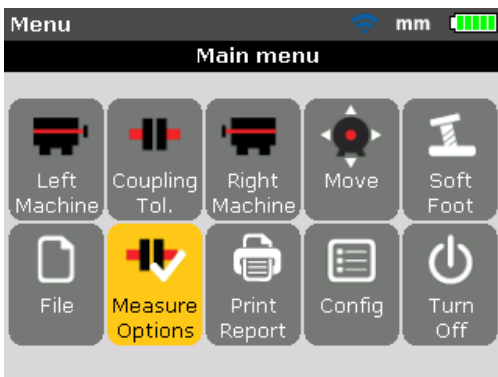 Menu mm
Main menu
Left Coupling Right Move Soft
Machine Tol. Machine Foot
File Measure Print Config Turn
Options Report Off